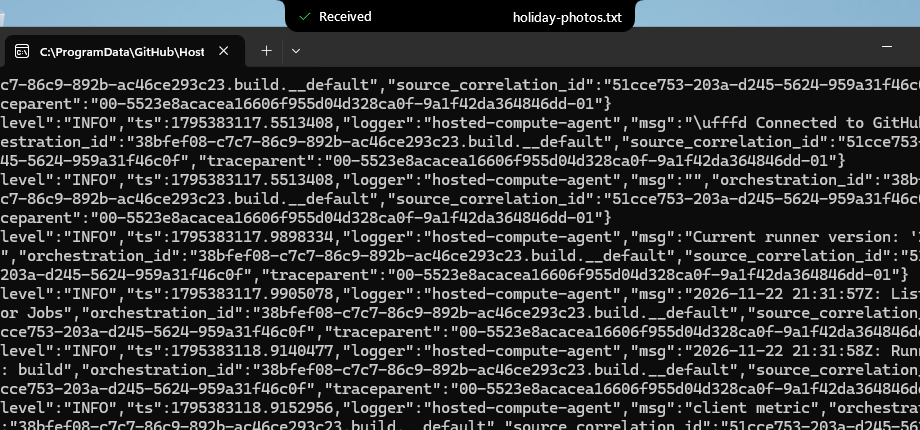 Received holiday-photos.txt
C:\ProgramData\GitHub\Host
c7-86c9-892b-ac46ce293c23.build.__default","source_correlation_id":"51cce753-203a-d245-5624-959a31f46c0
ceparent":"00-5523e8acacea16606f955d04d328ca0f-9a1f42da364846dd-01"}
level":"INFO","ts":1795383117.5513408,"logger":"hosted-compute-agent","msg":"\ufffd Connected to GitHu
estration_id":"38bfef08-c7c7-86c9-892b-ac46ce293c23.build.__default","source_correlation_id":"51cce753-
45-5624-959a31f46c0f","traceparent":"00-5523e8acacea16606f955d04d328ca0f-9a1f42da364846dd-01"}
level":"INFO","ts":1795383117.5513408,"logger":"hosted-compute-agent","msg":"","orchestration_id":"38b
c7-86c9-892b-ac46ce293c23.build.__default","source_correlation_id":"51cce753-203a-d245-5624-959a31f46c0
ceparent":"00-5523e8acacea16606f955d04d328ca0f-9a1f42da364846dd-01"}
level":"INFO","ts":1795383117.9898334,"logger":"hosted-compute-agent","msg":"Current runner version: '
","orchestration_id":"38bfef08-c7c7-86c9-892b-ac46ce293c23.build.__default","source_correlation_id":"5
203a-d245-5624-959a31f46c0f","traceparent":"00-5523e8acacea16606f955d04d328ca0f-9a1f42da364846dd-01"}
level":"INFO","ts":1795383117.9905078,"logger":"hosted-compute-agent","msg":"2026-11-22 21:31:57Z: Lis
or Jobs","orchestration_id":"38bfef08-c7c7-86c9-892b-ac46ce293c23.build.__default","source_correlation
cce753-203a-d245-5624-959a31f46c0f","traceparent":"00-5523e8acacea16606f955d04d328ca0f-9a1f42da364846d
level":"INFO","ts":1795383118.9140477,"logger":"hosted-compute-agent","msg":"2026-11-22 21:31:58Z: Run
: build","orchestration_id":"38bfef08-c7c7-86c9-892b-ac46ce293c23.build.__default","source_correlation
cce753-203a-d245-5624-959a31f46c0f","traceparent":"00-5523e8acacea16606f955d04d328ca0f-9a1f42da364846d
level":"INFO","ts":1795383118.9152956,"logger":"hosted-compute-agent","msg":"client metric","orchestra
:"38bfef08-c7c7-86c9-892b-ac46ce293c23.build.__default","source_correlation_id":"51cce753-203a-d245-5